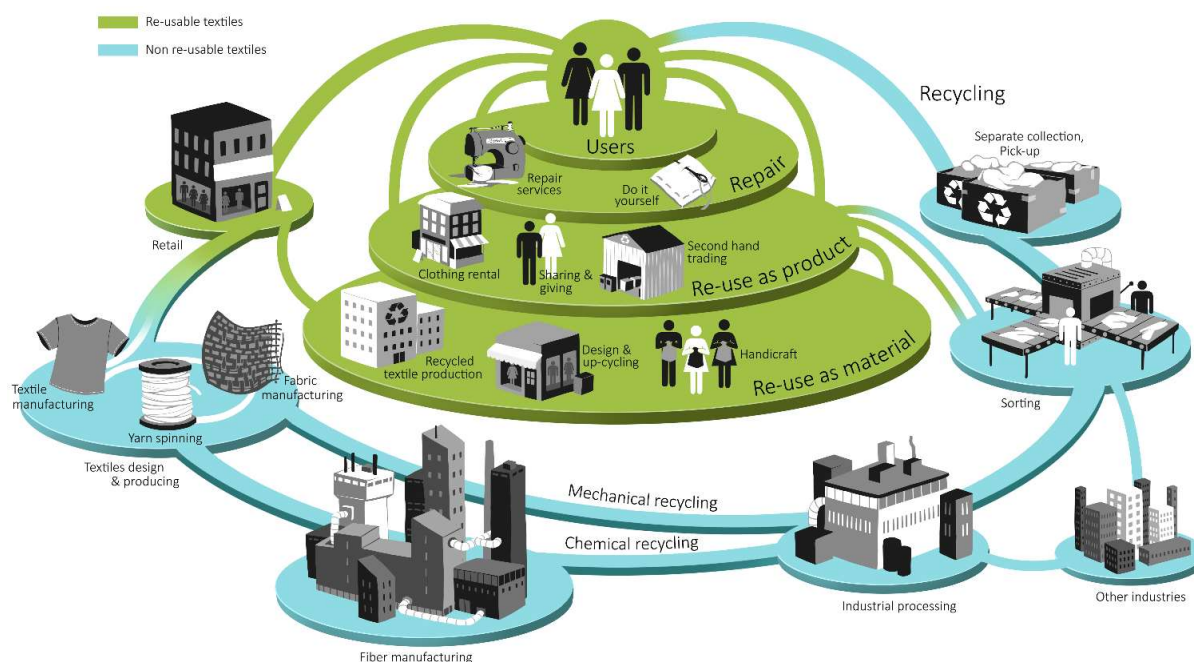 Re-usable textiles
Non re-usable textiles
Users
Recycling
Separate collection,
Pick-up
Repair
services
Do it
yourself
Repair
Retail
Clothing rental
Sharing &
giving
Second hand
trading
Re-use as product
Recycled
textile production
Design &
up-cycling
Handicraft
Re-use as material
Sorting
Textile
manufacturing
Fabric
manufacturing
Yarn spinning
Textiles design
& producing
Mechanical recycling
Chemical recycling
Industrial processing
Other industries
Fiber manufacturing